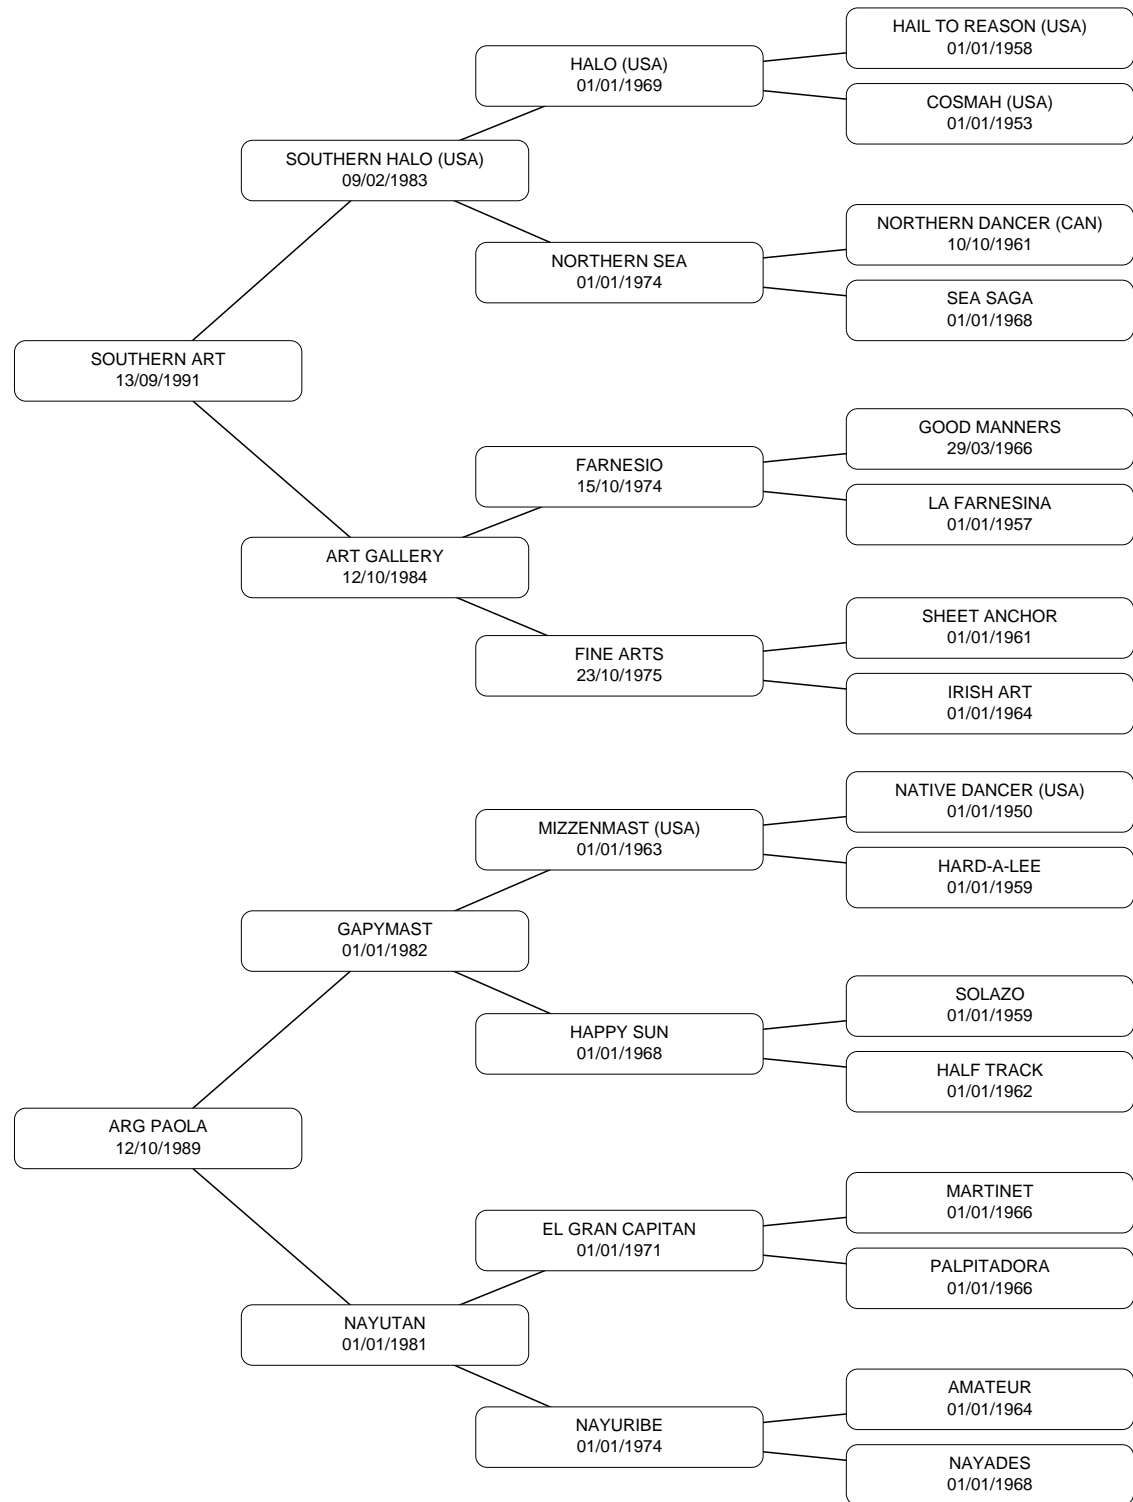 HAIL TO REASON (USA)
01/01/1958
HALO (USA)
01/01/1969
COSMAH (USA)
01/01/1953
SOUTHERN HALO (USA)
09/02/1983
NORTHERN DANCER (CAN)
10/10/1961
NORTHERN SEA
01/01/1974
SEA SAGA
01/01/1968
SOUTHERN ART
13/09/1991
GOOD MANNERS
29/03/1966
FARNESIO
15/10/1974
LA FARNESINA
01/01/1957
ART GALLERY
12/10/1984
SHEET ANCHOR
01/01/1961
FINE ARTS
23/10/1975
IRISH ART
01/01/1964
NATIVE DANCER (USA)
01/01/1950
MIZZENMAST (USA)
01/01/1963
HARD-A-LEE
01/01/1959
GAPYMAST
01/01/1982
SOLAZO
01/01/1959
HAPPY SUN
01/01/1968
HALF TRACK
01/01/1962
ARG PAOLA
12/10/1989
MARTINET
01/01/1966
EL GRAN CAPITAN
01/01/1971
PALPITADORA
01/01/1966
NAYUTAN
01/01/1981
AMATEUR
01/01/1964
NAYURIBE
01/01/1974
NAYADES
01/01/1968